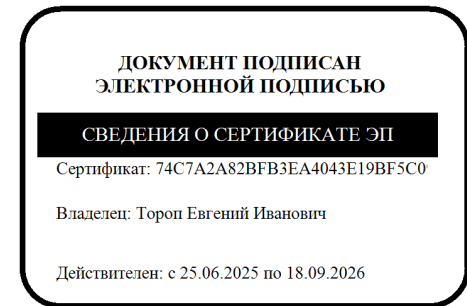 ДОКУМЕНТ ПОДПИСАН
ЭЛЕКТРОННОЙ ПОДПИСЬЮ
СВЕДЕНИЯ О СЕРТИФИКАТЕ ЭП
Сертификат: 74C7A2A82BFB3EA4043E19BF5C0
Владелец: Тороп Евгений Иванович
Действителен: с 25.06.2025 по 18.09.2026